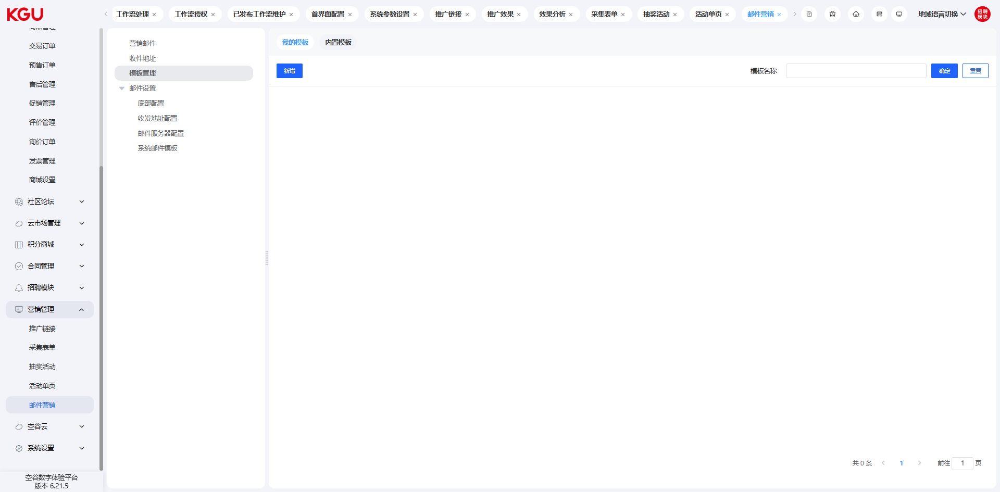 KGU
工作流处理 ×
工作流授权 ×
已发布工作流维护 ×
首界面配置 ×
系统参数设置 ×
推广链接 ×
推广效果 ×
效果分析 ×
采集表单 ×
抽奖活动 ×
活动单页 ×
邮件营销 ×
地域语言切换
招聘
模块
交易订单
预售订单
售后管理
促销管理
评价管理
询价订单
发票管理
商城设置
社区论坛
云市场管理
积分商城
合同管理
招聘模块
营销管理
推广链接
采集表单
抽奖活动
活动单页
邮件营销
空谷云
系统设置
空谷数字体验平台
版本 6.21.5
营销邮件
收件地址
模板管理
邮件设置
底部配置
收发地址配置
邮件服务器配置
系统邮件模板
我的模板
内置模板
新增
模板名称
确定
重置
共 0 条
1
前往 1 页